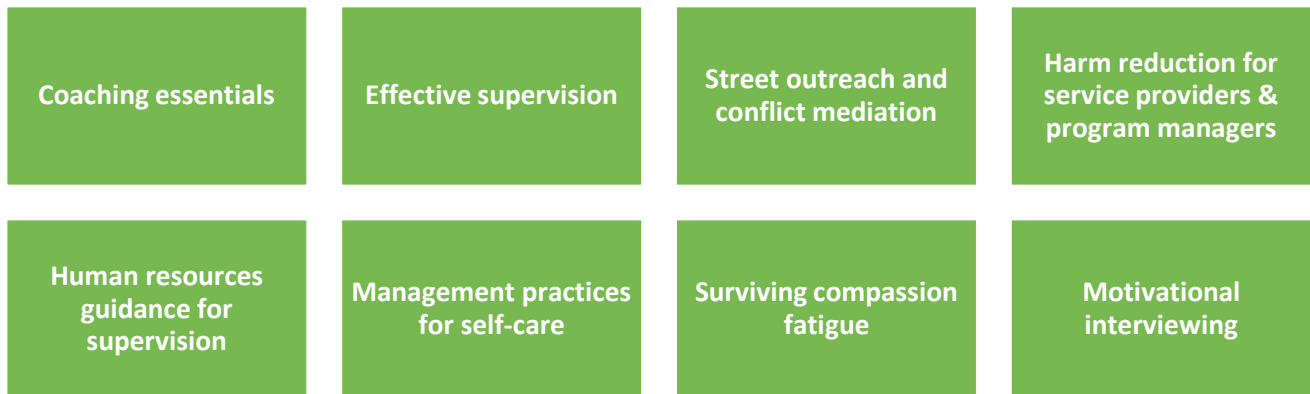 Coaching essentials
Effective supervision
Street outreach and
conflict mediation
Harm reduction for
service providers &
program managers
Human resources
guidance for
supervision
Management practices
for self-care
Surviving compassion
fatigue
Motivational
interviewing